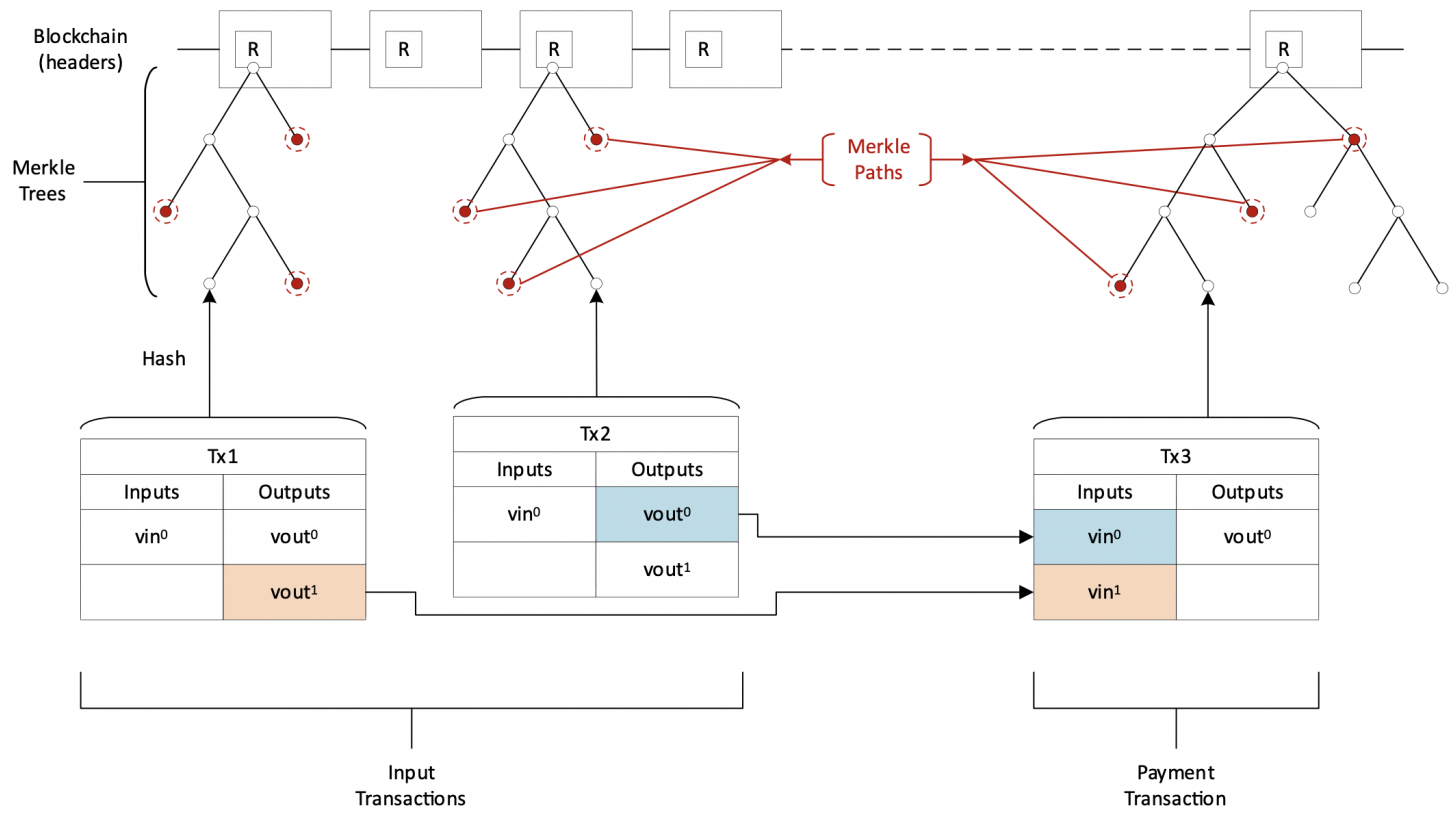 Blockchain
(headers)
R
R
R
R
R
Merkle
Trees
Merkle
Paths
Hash
Tx1
Inputs
Outputs
vin⁰
vout⁰
vout¹
Tx2
Inputs
Outputs
vin⁰
vout⁰
vout¹
Tx3
Inputs
Outputs
vin⁰
vout⁰
vin¹
Input
Transactions
Payment
Transaction